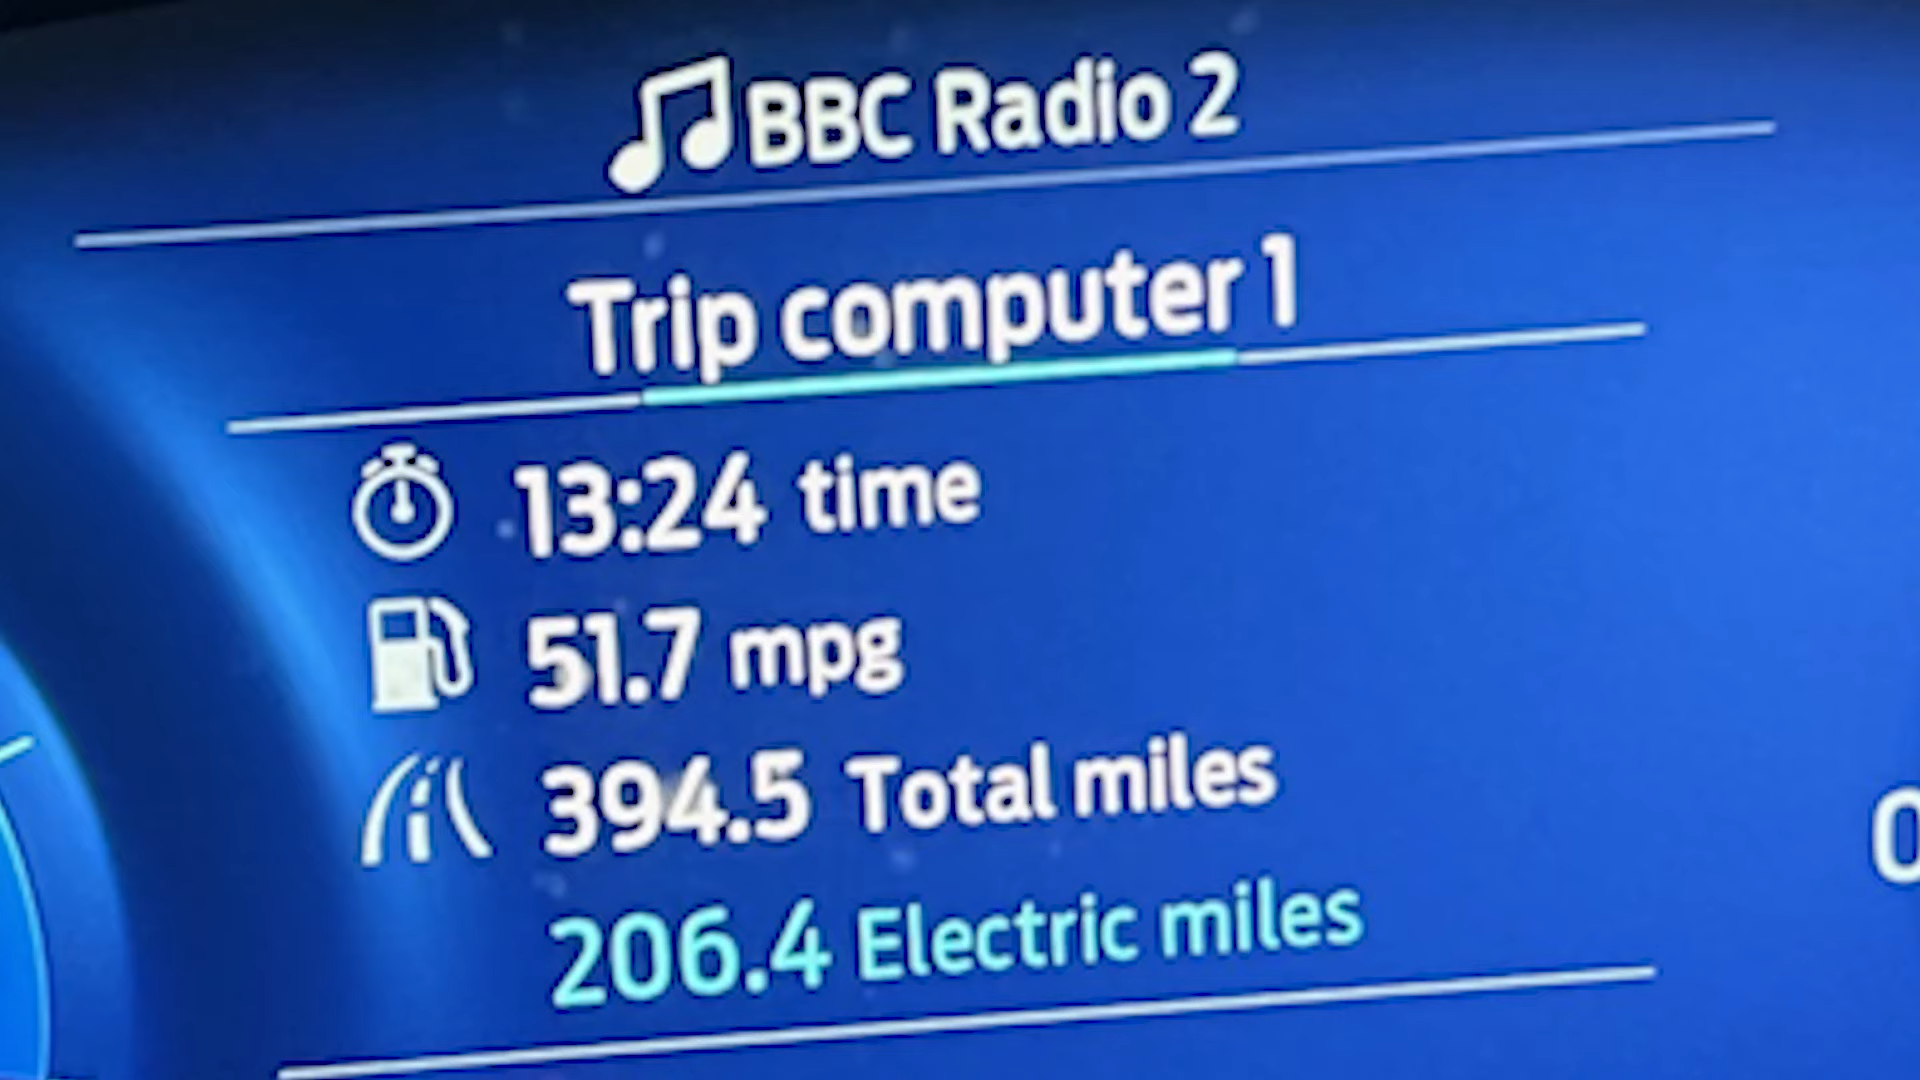 BBC Radio 2
Trip computer 1
13:24 time
51.7 mpg
394.5 Total miles
206.4 Electric miles
0